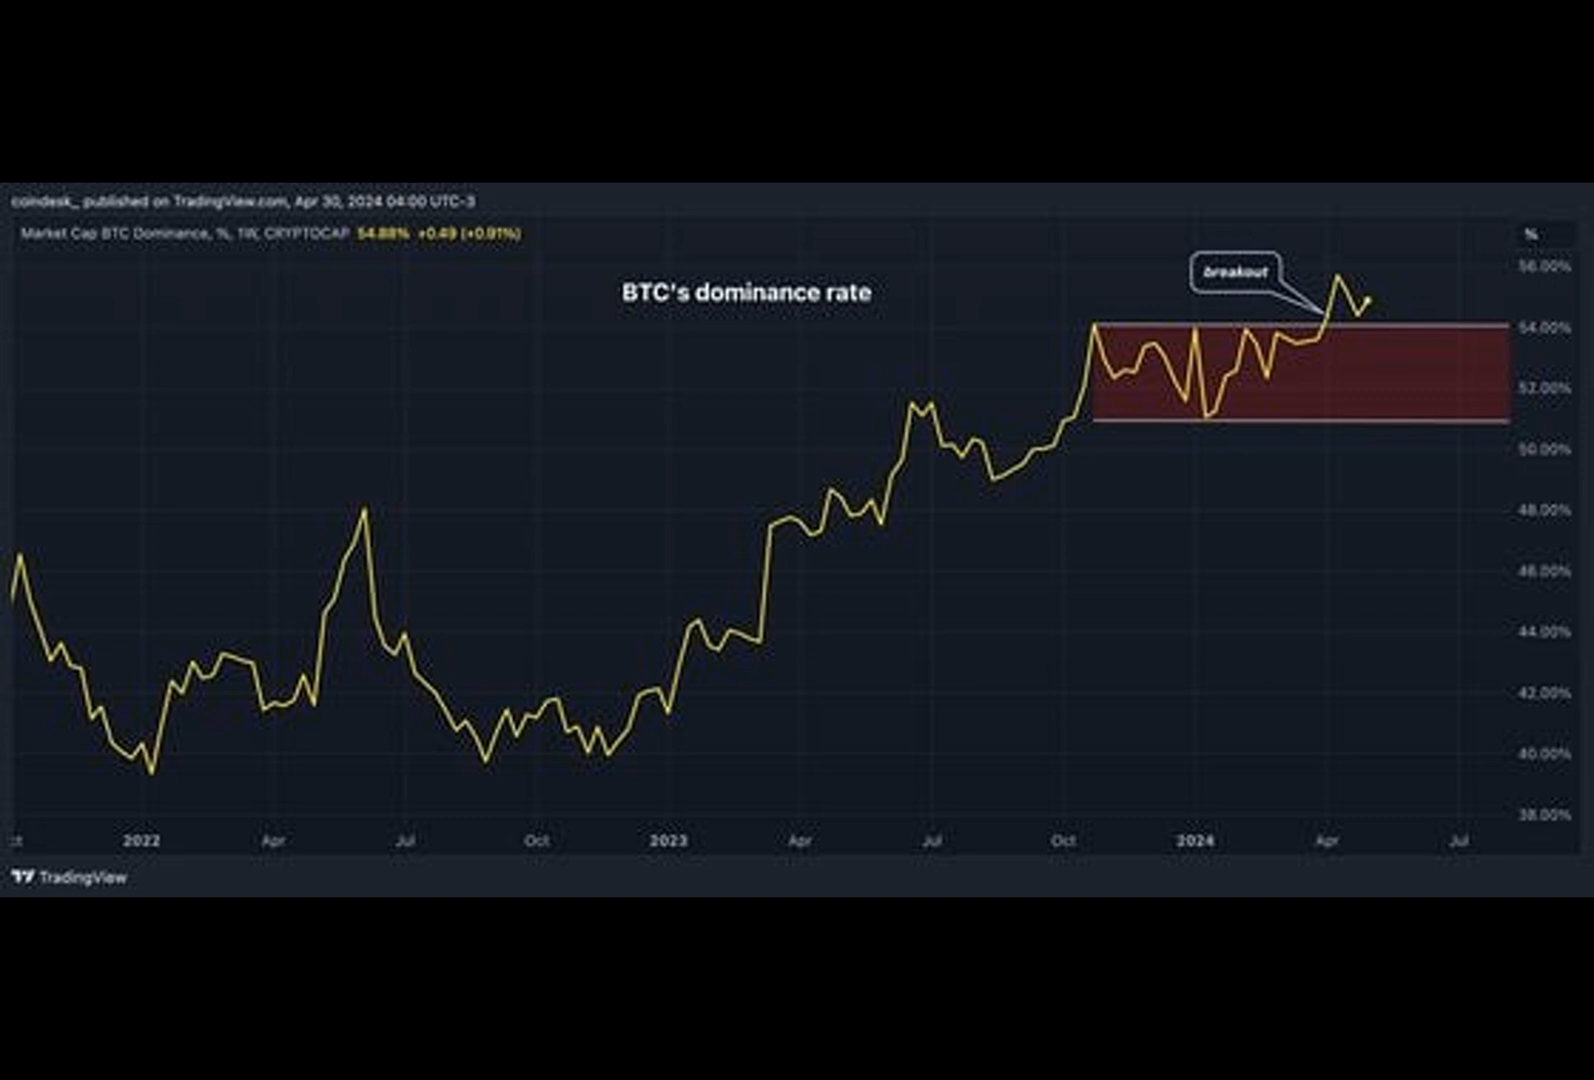 coindesk_ published on TradingView.com, Apr 30, 2024 04:00 UTC-3
Market Cap BTC Dominance, %, 1W, CRYPTOCAP 54.88% +0.49 (+0.91%)
%
56.00%
breakout
BTC's dominance rate
54.00%
52.00%
50.00%
48.00%
46.00%
44.00%
42.00%
40.00%
38.00%
2022 Apr Jul Oct 2023 Apr Jul Oct 2024 Apr Jul
TradingView